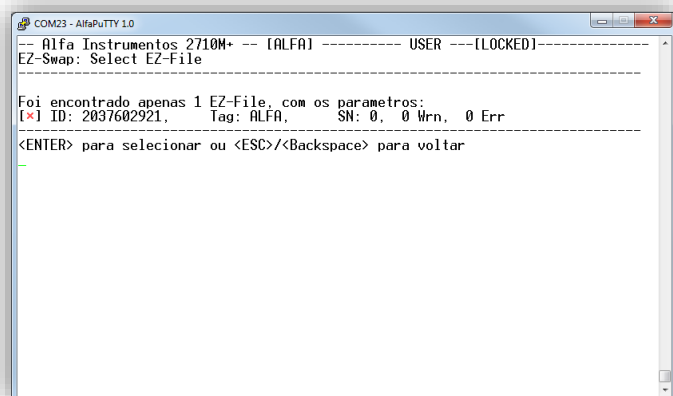 COM23 - AlfaPuTTY 1.0
-- Alfa Instrumentos 2710M+ -- [ALFA] ---------- USER ---[LOCKED]--------------
EZ-Swap: Select EZ-File
--------------------------------------------------------------------------------
Foi encontrado apenas 1 EZ-File, com os parametros:
[×] ID: 2037602921, Tag: ALFA, SN: 0, 0 Wrn, 0 Err
--------------------------------------------------------------------------------
<ENTER> para selecionar ou <ESC>/<Backspace> para voltar
_